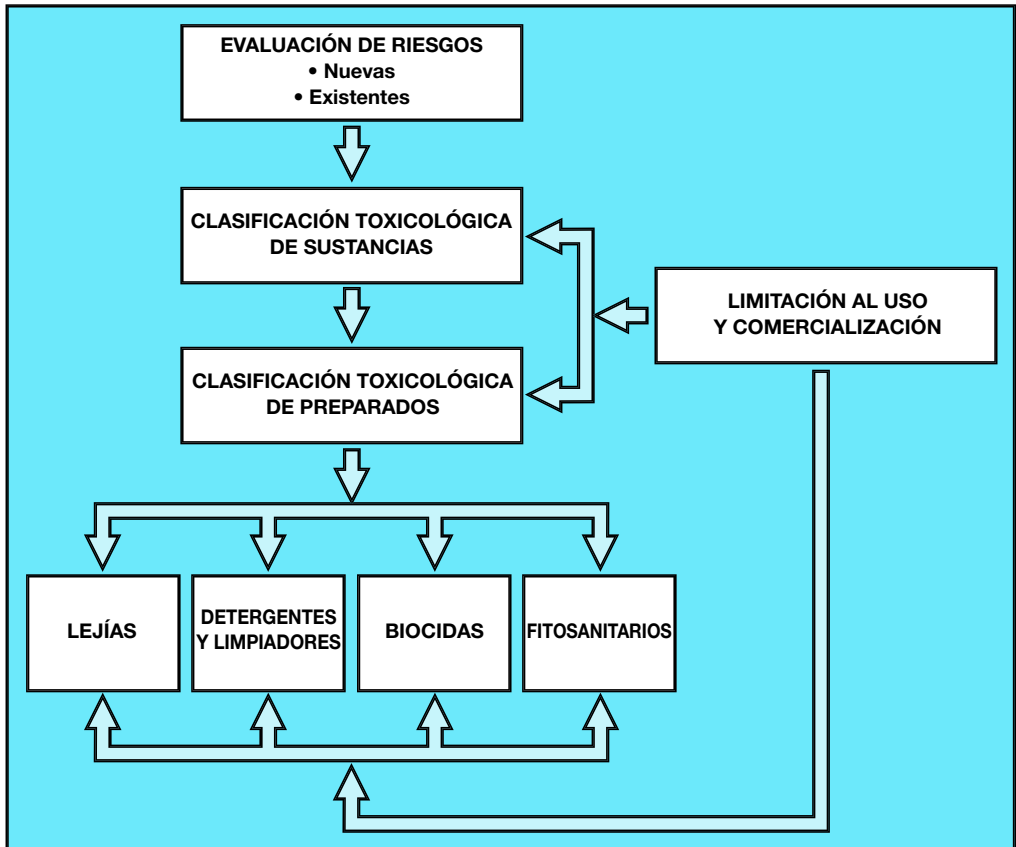 EVALUACIÓN DE RIESGOS
• Nuevas
• Existentes
CLASIFICACIÓN TOXICOLÓGICA
DE SUSTANCIAS
LIMITACIÓN AL USO
Y COMERCIALIZACIÓN
CLASIFICACIÓN TOXICOLÓGICA
DE PREPARADOS
LEJÍAS
DETERGENTES
Y LIMPIADORES
BIOCIDAS
FITOSANITARIOS